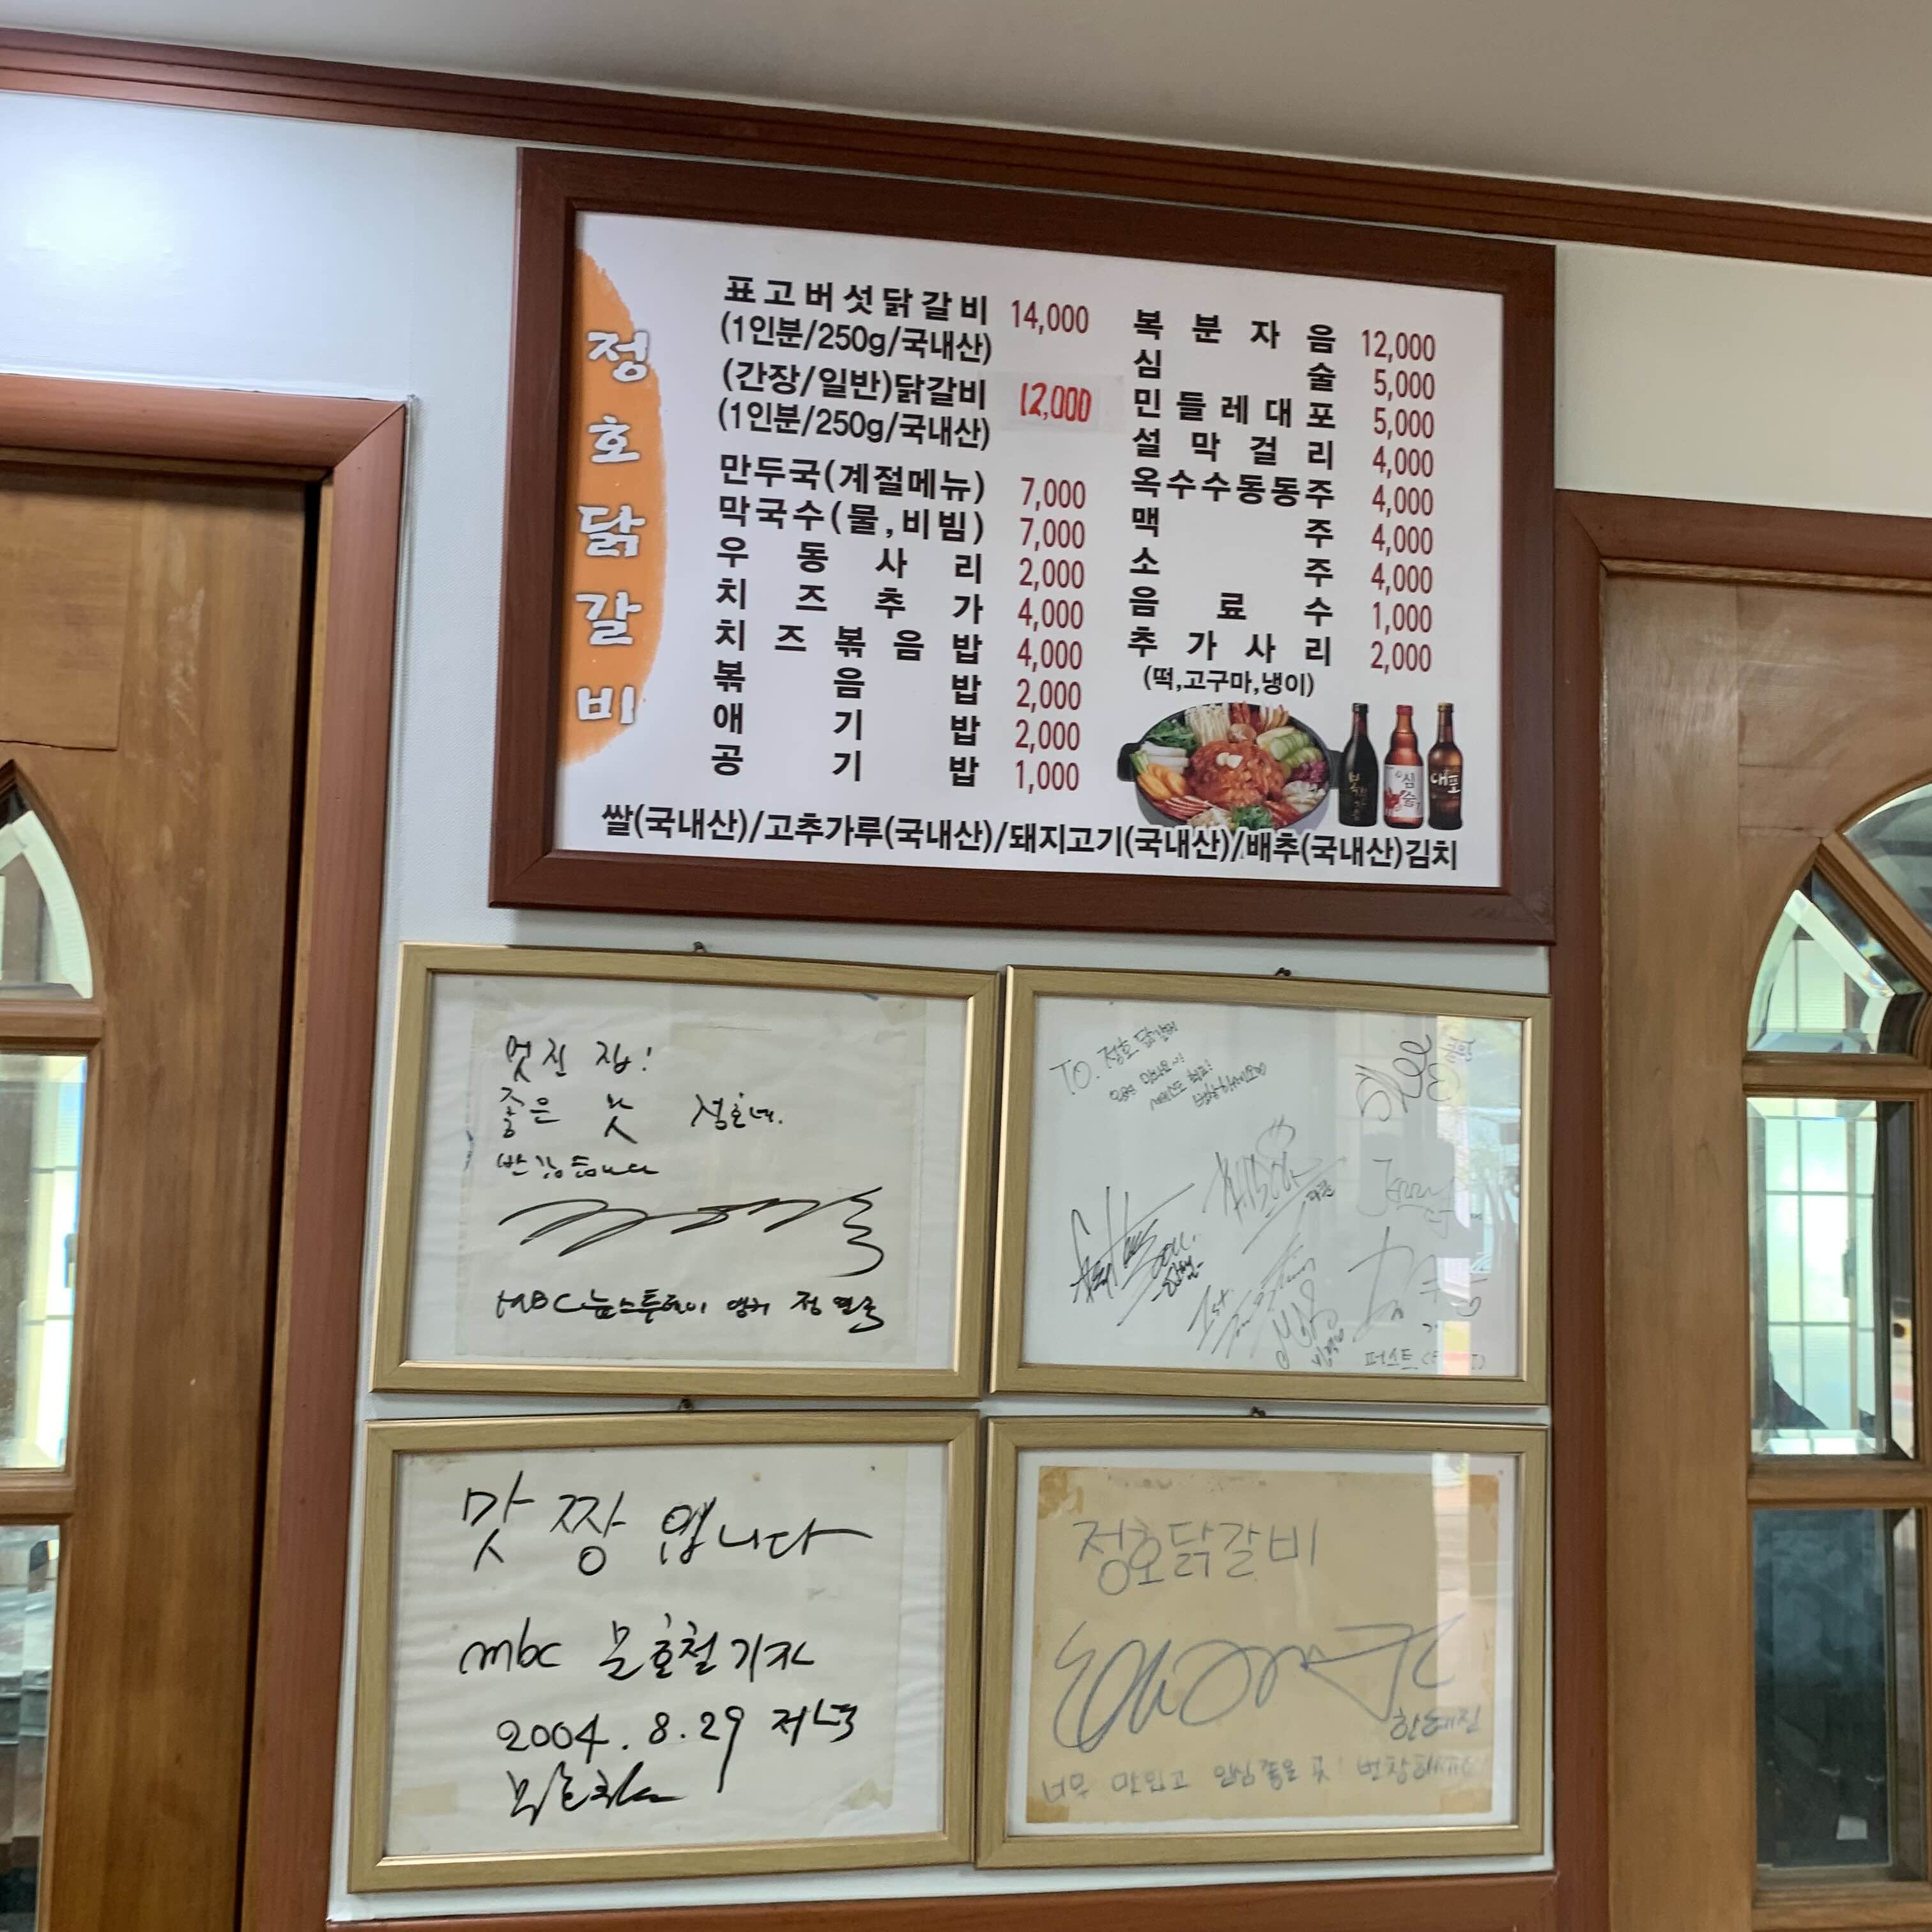 정호닭갈비
표고버섯닭갈비 14,000
(1인분/250g/국내산)
(간장/일반)닭갈비 12,000
(1인분/250g/국내산)
만두국(계절메뉴) 7,000
막국수(물,비빔) 7,000
우동사리 2,000
치즈추가 4,000
치즈볶음밥 4,000
볶음밥 2,000
애기밥 2,000
공기밥 1,000
복분자음 12,000
심술 5,000
민들레대포 5,000
설막걸리 4,000
옥수수동동주 4,000
맥주 4,000
소주 4,000
음료수 1,000
추가사리 2,000
(떡,고구마,냉이)
심술
대포
쌀(국내산)/고추가루(국내산)/돼지고기(국내산)/배추(국내산)김치
멋진 집!
좋은 맛 정호네.
반갑습니다
MBC 뉴스투데이 앵커 정연국
TO. 정호 닭갈비
퍼스트
맛 짱 입니다
mbc 문호철 기자
2004. 8. 29 저녁
정호닭갈비
한혜진
너무 맛있고 인심좋은 곳! 번창하세요